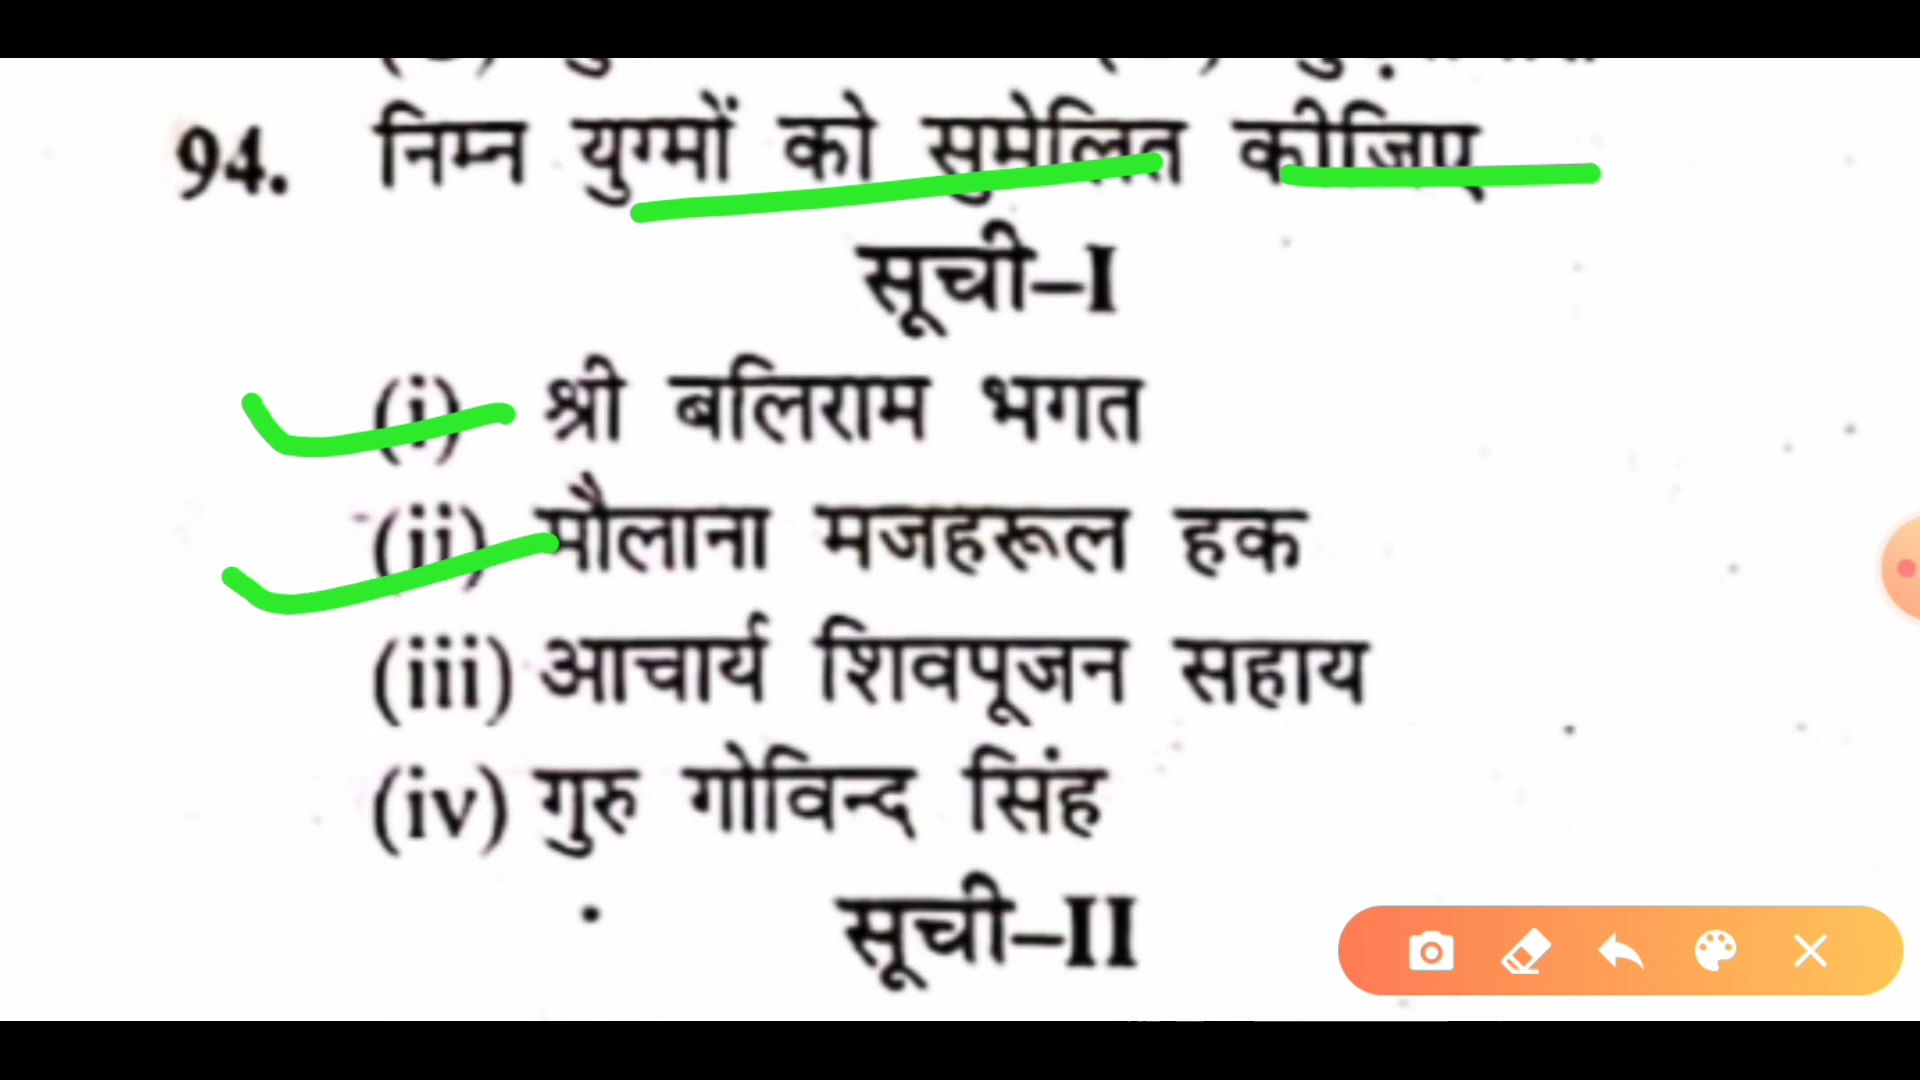 94. निम्न युग्मों को सुमेलित कीजिए
सूची–I
(i) श्री बलिराम भगत
(ii) मौलाना मजहरूल हक
(iii) आचार्य शिवपूजन सहाय
(iv) गुरु गोविन्द सिंह
सूची–II